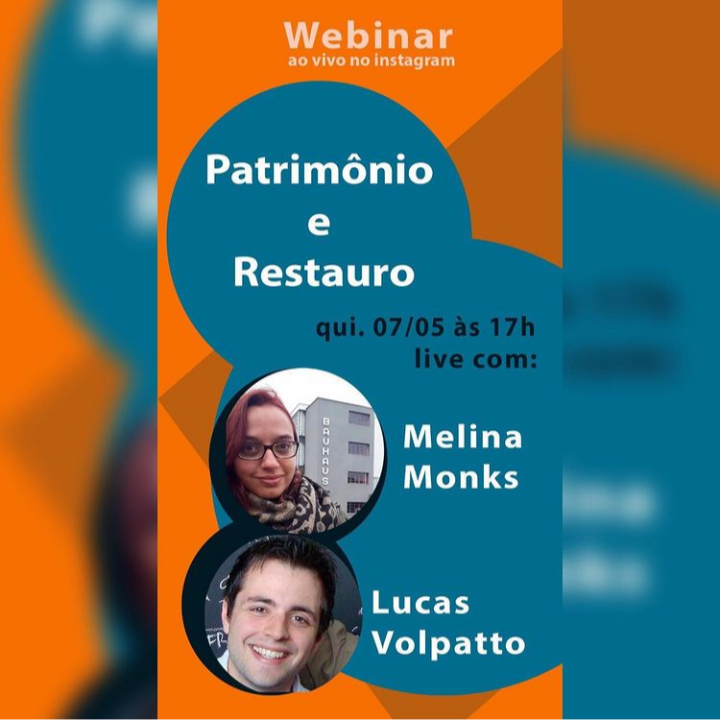 Webinar
ao vivo no instagram
Patrimônio
e
Restauro
qui. 07/05 às 17h
live com:
BAUHAUS
Melina
Monks
Lucas
Volpatto